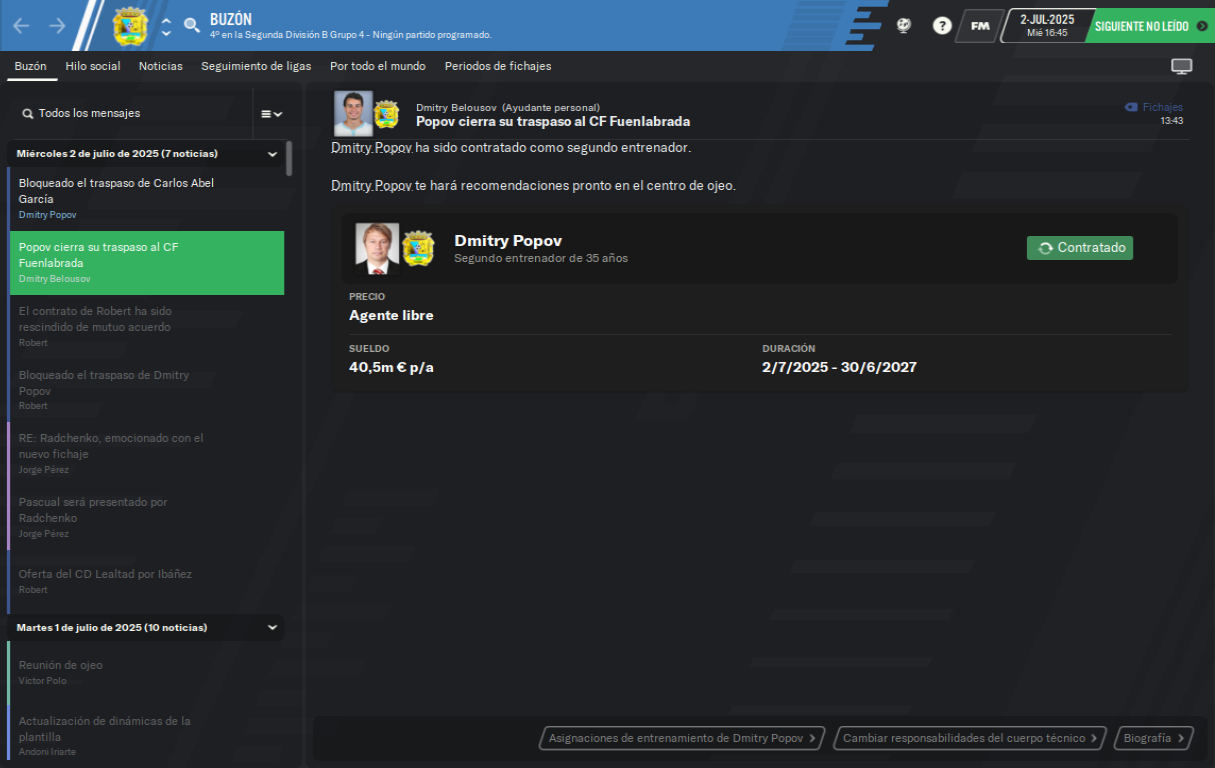 BUZÓN
4º en la Segunda División B Grupo 4 - Ningún partido programado.
?
FM
2-JUL-2025
Mié 16:45
SIGUIENTE NO LEÍDO
Buzón Hilo social Noticias Seguimiento de ligas Por todo el mundo Periodos de fichajes
Todos los mensajes
Miércoles 2 de julio de 2025 (7 noticias)
Bloqueado el traspaso de Carlos Abel
García
Dmitry Popov
Popov cierra su traspaso al CF
Fuenlabrada
Dmitry Belousov
El contrato de Robert ha sido
rescindido de mutuo acuerdo
Robert
Bloqueado el traspaso de Dmitry
Popov
Robert
RE: Radchenko, emocionado con el
nuevo fichaje
Jorge Pérez
Pascual será presentado por
Radchenko
Jorge Pérez
Oferta del CD Lealtad por Ibáñez
Robert
Martes 1 de julio de 2025 (10 noticias)
Reunión de ojeo
Víctor Polo
Actualización de dinámicas de la
plantilla
Andoni Iriarte
Dmitry Belousov (Ayudante personal)
Popov cierra su traspaso al CF Fuenlabrada
Fichajes
13:43
Dmitry Popov ha sido contratado como segundo entrenador.
Dmitry Popov te hará recomendaciones pronto en el centro de ojeo.
Dmitry Popov
Segundo entrenador de 35 años
Contratado
PRECIO
Agente libre
SUELDO
40,5m € p/a
DURACIÓN
2/7/2025 - 30/6/2027
Asignaciones de entrenamiento de Dmitry Popov
Cambiar responsabilidades del cuerpo técnico
Biografía